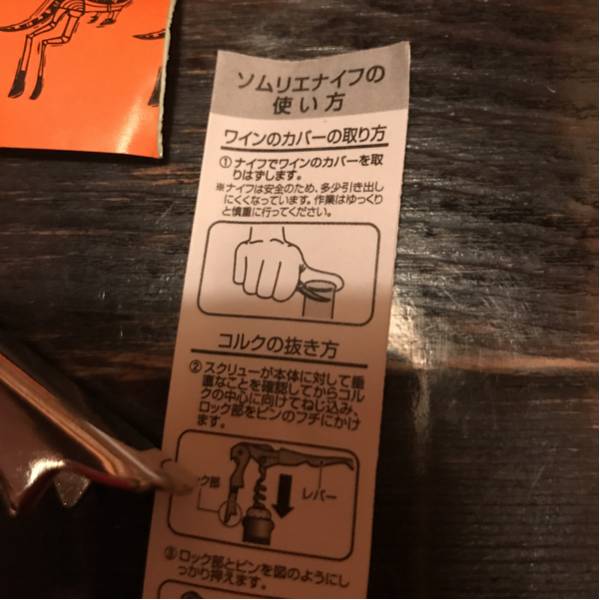 ソムリエナイフの
使い方
ワインのカバーの取り方
①ナイフでワインのカバーを取
りはずします。
※ナイフは安全のため、多少引き出し
にくくなっています。作業はゆっくり
と慎重に行ってください。
コルクの抜き方
②スクリューが本体に対して垂
直なことを確認してからコル
クの中心に向けてねじ込み、
ロック部をビンのフチにかけ
ます。
ック部
レバー
③ロック部とビンを図のようにし
っかり押えます。